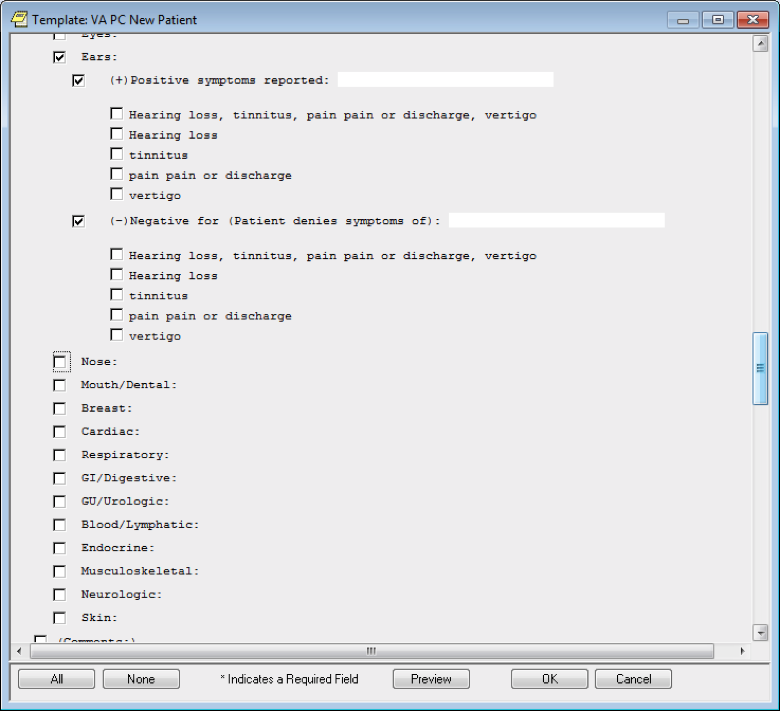 Template: VA PC New Patient
Eyes:
Ears:
(+)Positive symptoms reported:
Hearing loss, tinnitus, pain pain or discharge, vertigo
Hearing loss
tinnitus
pain pain or discharge
vertigo
(-)Negative for (Patient denies symptoms of):
Hearing loss, tinnitus, pain pain or discharge, vertigo
Hearing loss
tinnitus
pain pain or discharge
vertigo
Nose:
Mouth/Dental:
Breast:
Cardiac:
Respiratory:
GI/Digestive:
GU/Urologic:
Blood/Lymphatic:
Endocrine:
Musculoskeletal:
Neurologic:
Skin:
(Comments:)
All None * Indicates a Required Field Preview OK Cancel